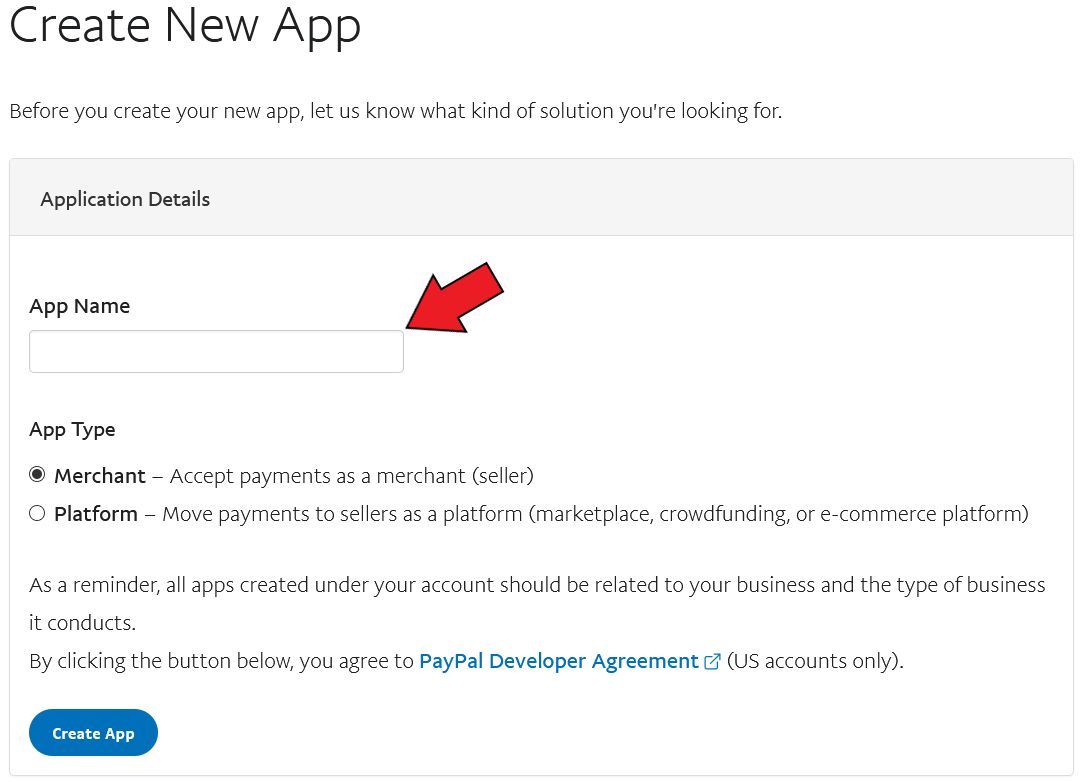 Create New App
Before you create your new app, let us know what kind of solution you're looking for.
Application Details
App Name
App Type
Merchant – Accept payments as a merchant (seller)
Platform – Move payments to sellers as a platform (marketplace, crowdfunding, or e-commerce platform)
As a reminder, all apps created under your account should be related to your business and the type of business
it conducts.
By clicking the button below, you agree to PayPal Developer Agreement (US accounts only).
Create App